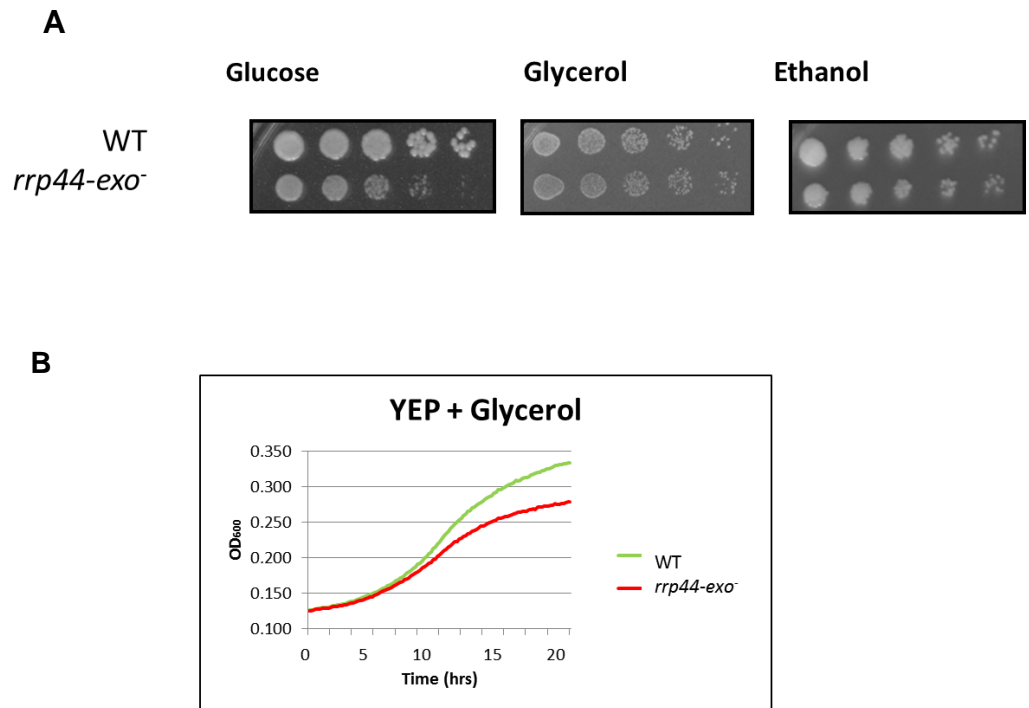 A
Glucose Glycerol Ethanol
WT
rrp44-exo⁻
B
YEP + Glycerol
0.350
0.300
0.250
0.200
0.150
0.100
OD₆₀₀
0 5 10 15 20
Time (hrs)
WT
rrp44-exo⁻